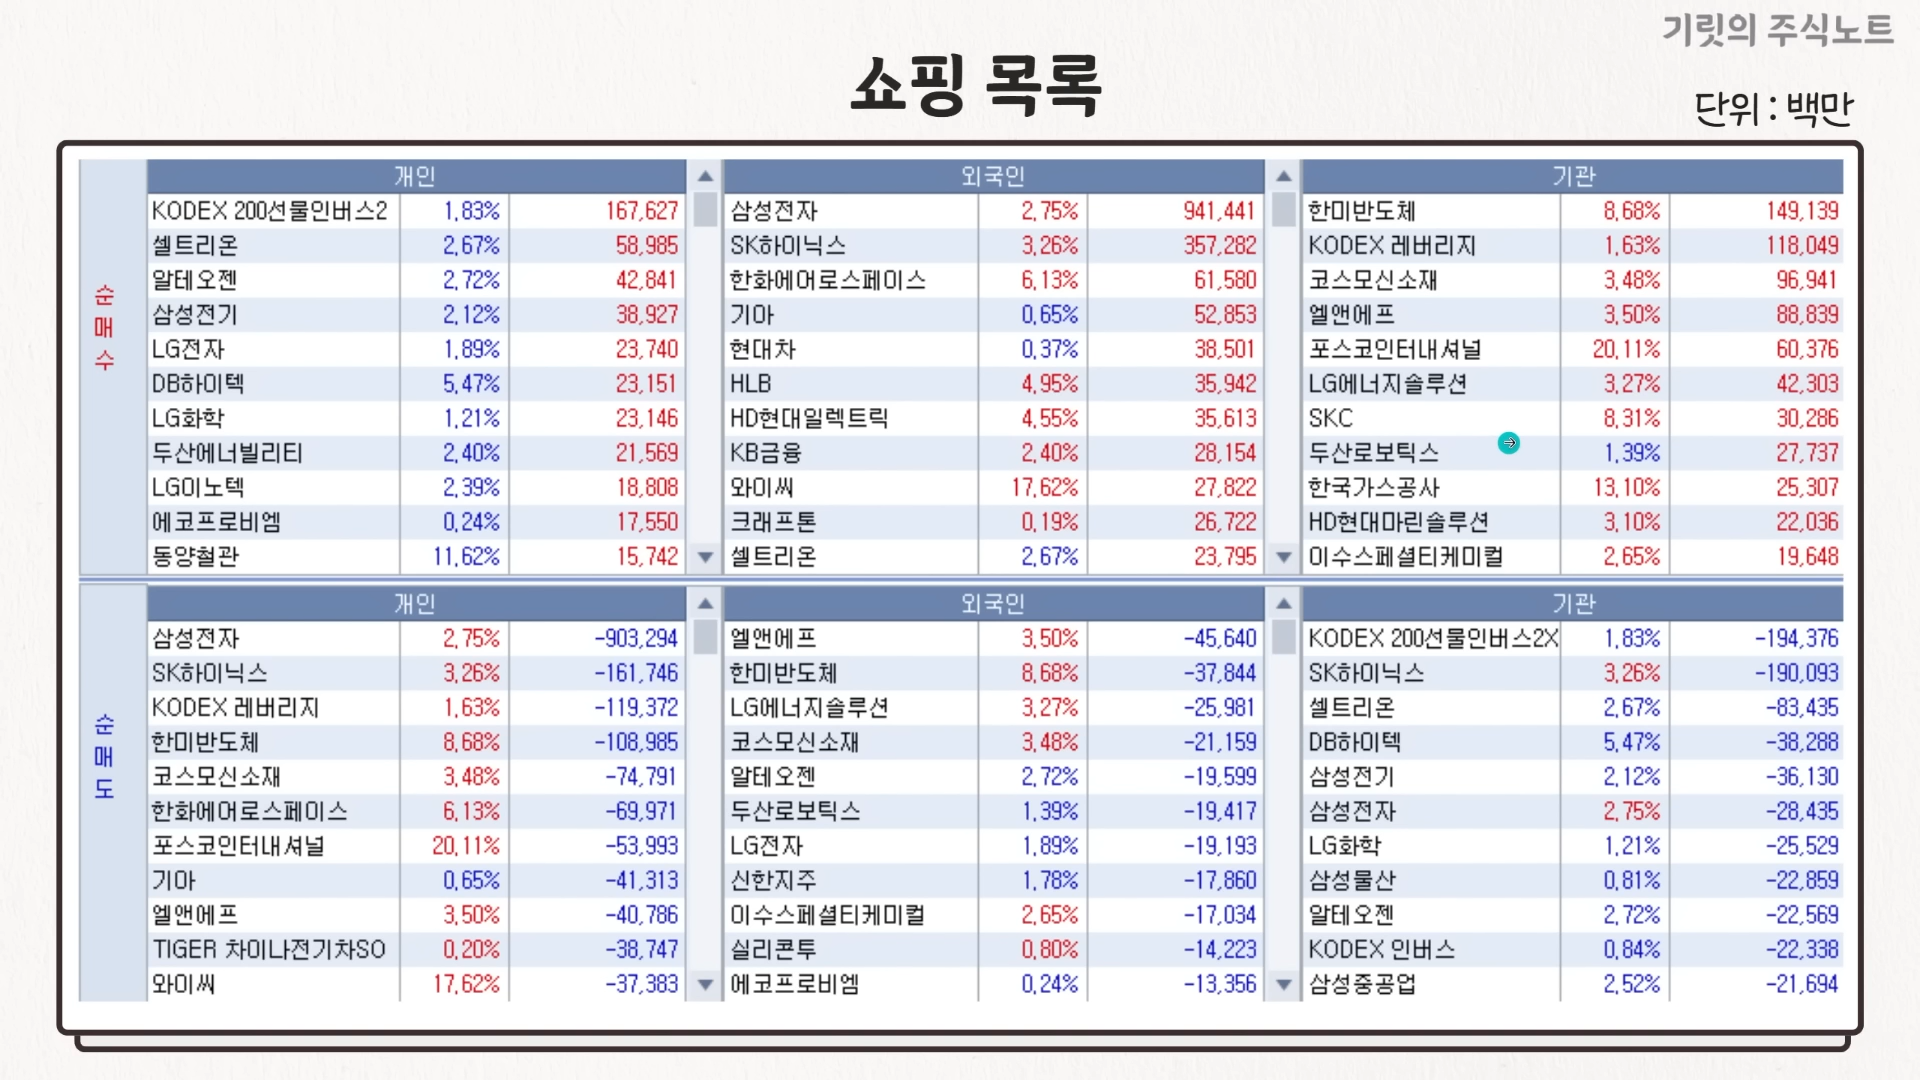 기릿의 주식노트
쇼핑 목록
단위 : 백만
순매수
개인
KODEX 200선물인버스2 1,83% 167,627
셀트리온 2,67% 58,985
알테오젠 2,72% 42,841
삼성전기 2,12% 38,927
LG전자 1,89% 23,740
DB하이텍 5,47% 23,151
LG화학 1,21% 23,146
두산에너빌리티 2,40% 21,569
LG이노텍 2,39% 18,808
에코프로비엠 0,24% 17,550
동양철관 11,62% 15,742
외국인
삼성전자 2,75% 941,441
SK하이닉스 3,26% 357,282
한화에어로스페이스 6,13% 61,580
기아 0,65% 52,853
현대차 0,37% 38,501
HLB 4,95% 35,942
HD현대일렉트릭 4,55% 35,613
KB금융 2,40% 28,154
와이씨 17,62% 27,822
크래프톤 0,19% 26,722
셀트리온 2,67% 23,795
기관
한미반도체 8,68% 149,139
KODEX 레버리지 1,63% 118,049
코스모신소재 3,48% 96,941
엘앤에프 3,50% 88,839
포스코인터내셔널 20,11% 60,376
LG에너지솔루션 3,27% 42,303
SKC 8,31% 30,286
두산로보틱스 1,39% 27,737
한국가스공사 13,10% 25,307
HD현대마린솔루션 3,10% 22,036
이수스페셜티케미컬 2,65% 19,648
순매도
개인
삼성전자 2,75% -903,294
SK하이닉스 3,26% -161,746
KODEX 레버리지 1,63% -119,372
한미반도체 8,68% -108,985
코스모신소재 3,48% -74,791
한화에어로스페이스 6,13% -69,971
포스코인터내셔널 20,11% -53,993
기아 0,65% -41,313
엘앤에프 3,50% -40,786
TIGER 차이나전기차SO 0,20% -38,747
와이씨 17,62% -37,383
외국인
엘앤에프 3,50% -45,640
한미반도체 8,68% -37,844
LG에너지솔루션 3,27% -25,981
코스모신소재 3,48% -21,159
알테오젠 2,72% -19,599
두산로보틱스 1,39% -19,417
LG전자 1,89% -19,193
신한지주 1,78% -17,860
이수스페셜티케미컬 2,65% -17,034
실리콘투 0,80% -14,223
에코프로비엠 0,24% -13,356
기관
KODEX 200선물인버스2X 1,83% -194,376
SK하이닉스 3,26% -190,093
셀트리온 2,67% -83,435
DB하이텍 5,47% -38,288
삼성전기 2,12% -36,130
삼성전자 2,75% -28,435
LG화학 1,21% -25,529
삼성물산 0,81% -22,859
알테오젠 2,72% -22,569
KODEX 인버스 0,84% -22,338
삼성중공업 2,52% -21,694